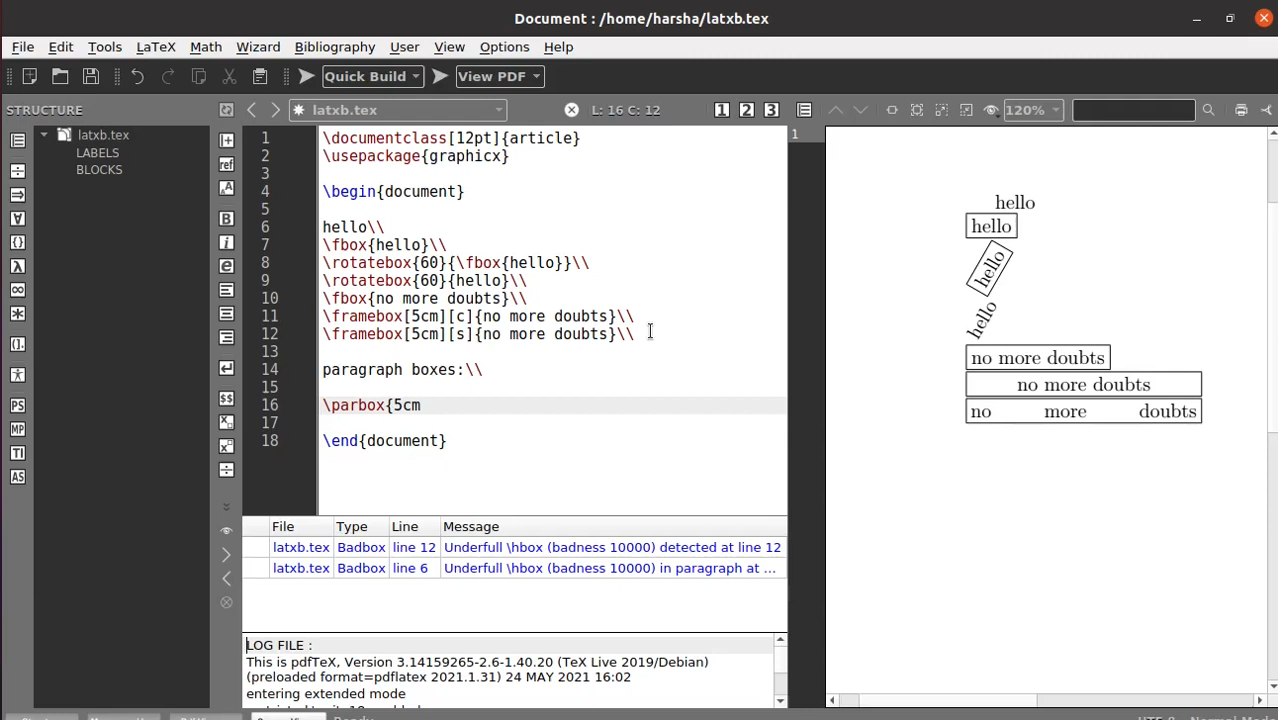 Document : /home/harsha/latxb.tex
File Edit Tools LaTeX Math Wizard Bibliography User View Options Help
Quick Build View PDF
STRUCTURE latxb.tex L: 16 C: 12 1 2 3 120%
latxb.tex
LABELS
BLOCKS
1 \documentclass[12pt]{article}
2 \usepackage{graphicx}
3
4 \begin{document}
5
6 hello\\
7 \fbox{hello}\\
8 \rotatebox{60}{\fbox{hello}}\\
9 \rotatebox{60}{hello}\\
10 \fbox{no more doubts}\\
11 \framebox[5cm][c]{no more doubts}\\
12 \framebox[5cm][s]{no more doubts}\\
13
14 paragraph boxes:\\
15
16 \parbox{5cm
17
18 \end{document}
File Type Line Message
latxb.tex Badbox line 12 Underfull \hbox (badness 10000) detected at line 12
latxb.tex Badbox line 6 Underfull \hbox (badness 10000) in paragraph at ...
LOG FILE :
This is pdfTeX, Version 3.14159265-2.6-1.40.20 (TeX Live 2019/Debian)
(preloaded format=pdflatex 2021.1.31) 24 MAY 2021 16:02
entering extended mode
1
hello
hello
hello
hello
no more doubts
no more doubts
no more doubts